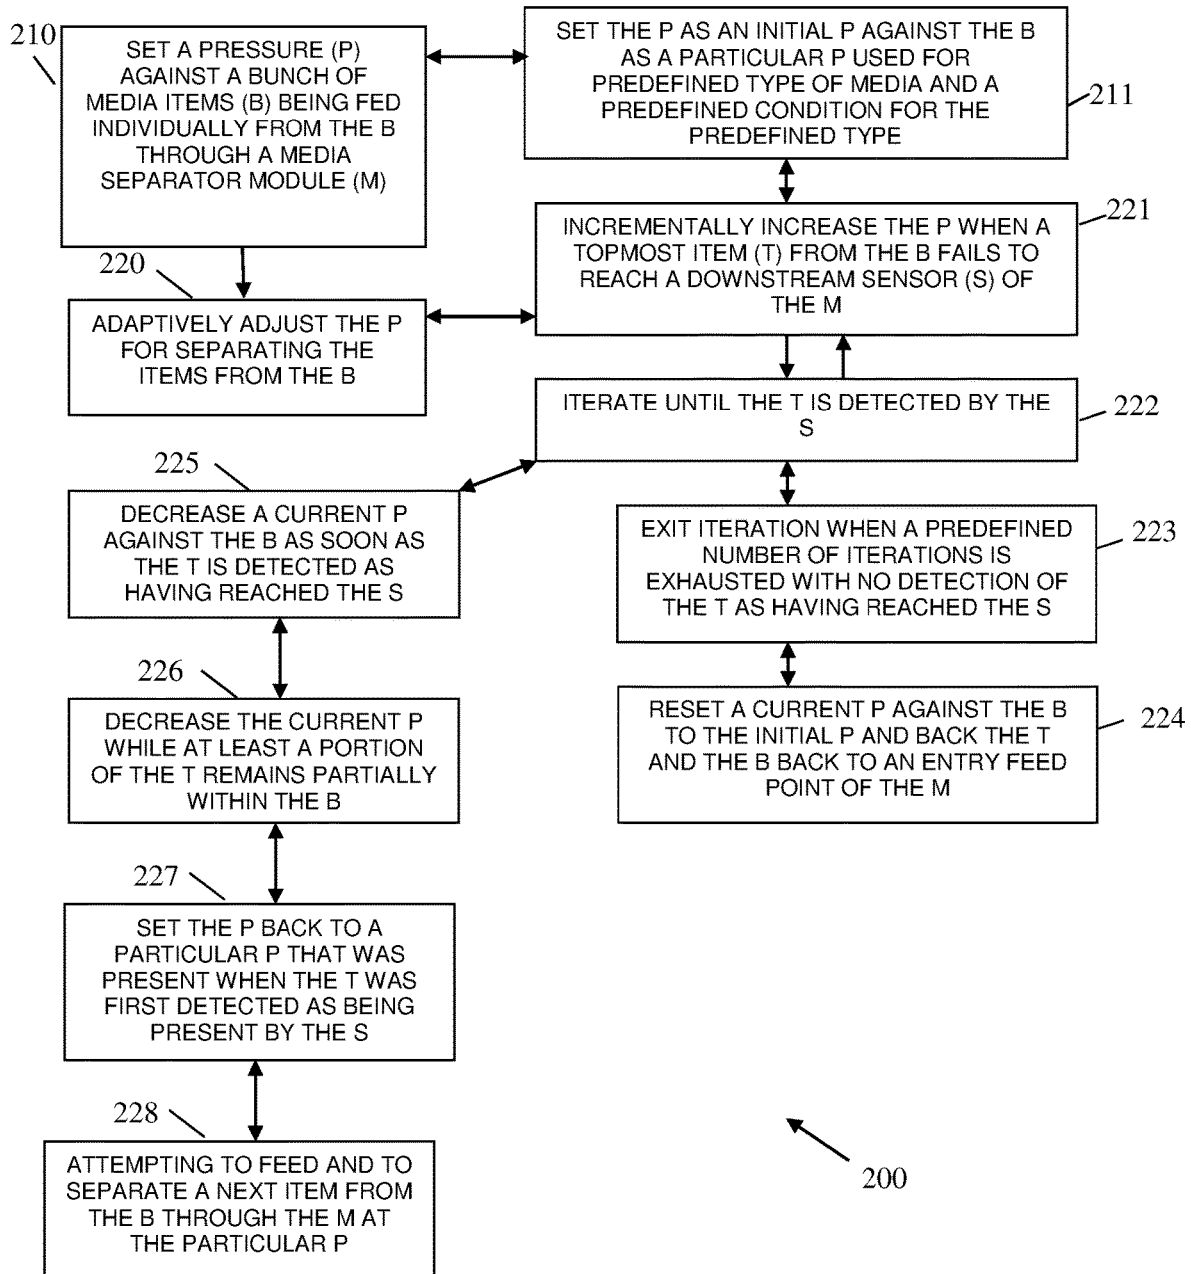 210
SET A PRESSURE (P)
AGAINST A BUNCH OF
MEDIA ITEMS (B) BEING FED
INDIVIDUALLY FROM THE B
THROUGH A MEDIA
SEPARATOR MODULE (M)
SET THE P AS AN INITIAL P AGAINST THE B
AS A PARTICULAR P USED FOR
PREDEFINED TYPE OF MEDIA AND A
PREDEFINED CONDITION FOR THE
PREDEFINED TYPE
211
220
ADAPTIVELY ADJUST THE P
FOR SEPARATING THE
ITEMS FROM THE B
INCREMENTALLY INCREASE THE P WHEN A
TOPMOST ITEM (T) FROM THE B FAILS TO
REACH A DOWNSTREAM SENSOR (S) OF
THE M
221
ITERATE UNTIL THE T IS DETECTED BY THE
S
222
225
DECREASE A CURRENT P
AGAINST THE B AS SOON AS
THE T IS DETECTED AS
HAVING REACHED THE S
EXIT ITERATION WHEN A PREDEFINED
NUMBER OF ITERATIONS IS
EXHAUSTED WITH NO DETECTION OF
THE T AS HAVING REACHED THE S
223
226
DECREASE THE CURRENT P
WHILE AT LEAST A PORTION
OF THE T REMAINS PARTIALLY
WITHIN THE B
RESET A CURRENT P AGAINST THE B
TO THE INITIAL P AND BACK THE T
AND THE B BACK TO AN ENTRY FEED
POINT OF THE M
224
227
SET THE P BACK TO A
PARTICULAR P THAT WAS
PRESENT WHEN THE T WAS
FIRST DETECTED AS BEING
PRESENT BY THE S
228
ATTEMPTING TO FEED AND TO
SEPARATE A NEXT ITEM FROM
THE B THROUGH THE M AT
THE PARTICULAR P
200